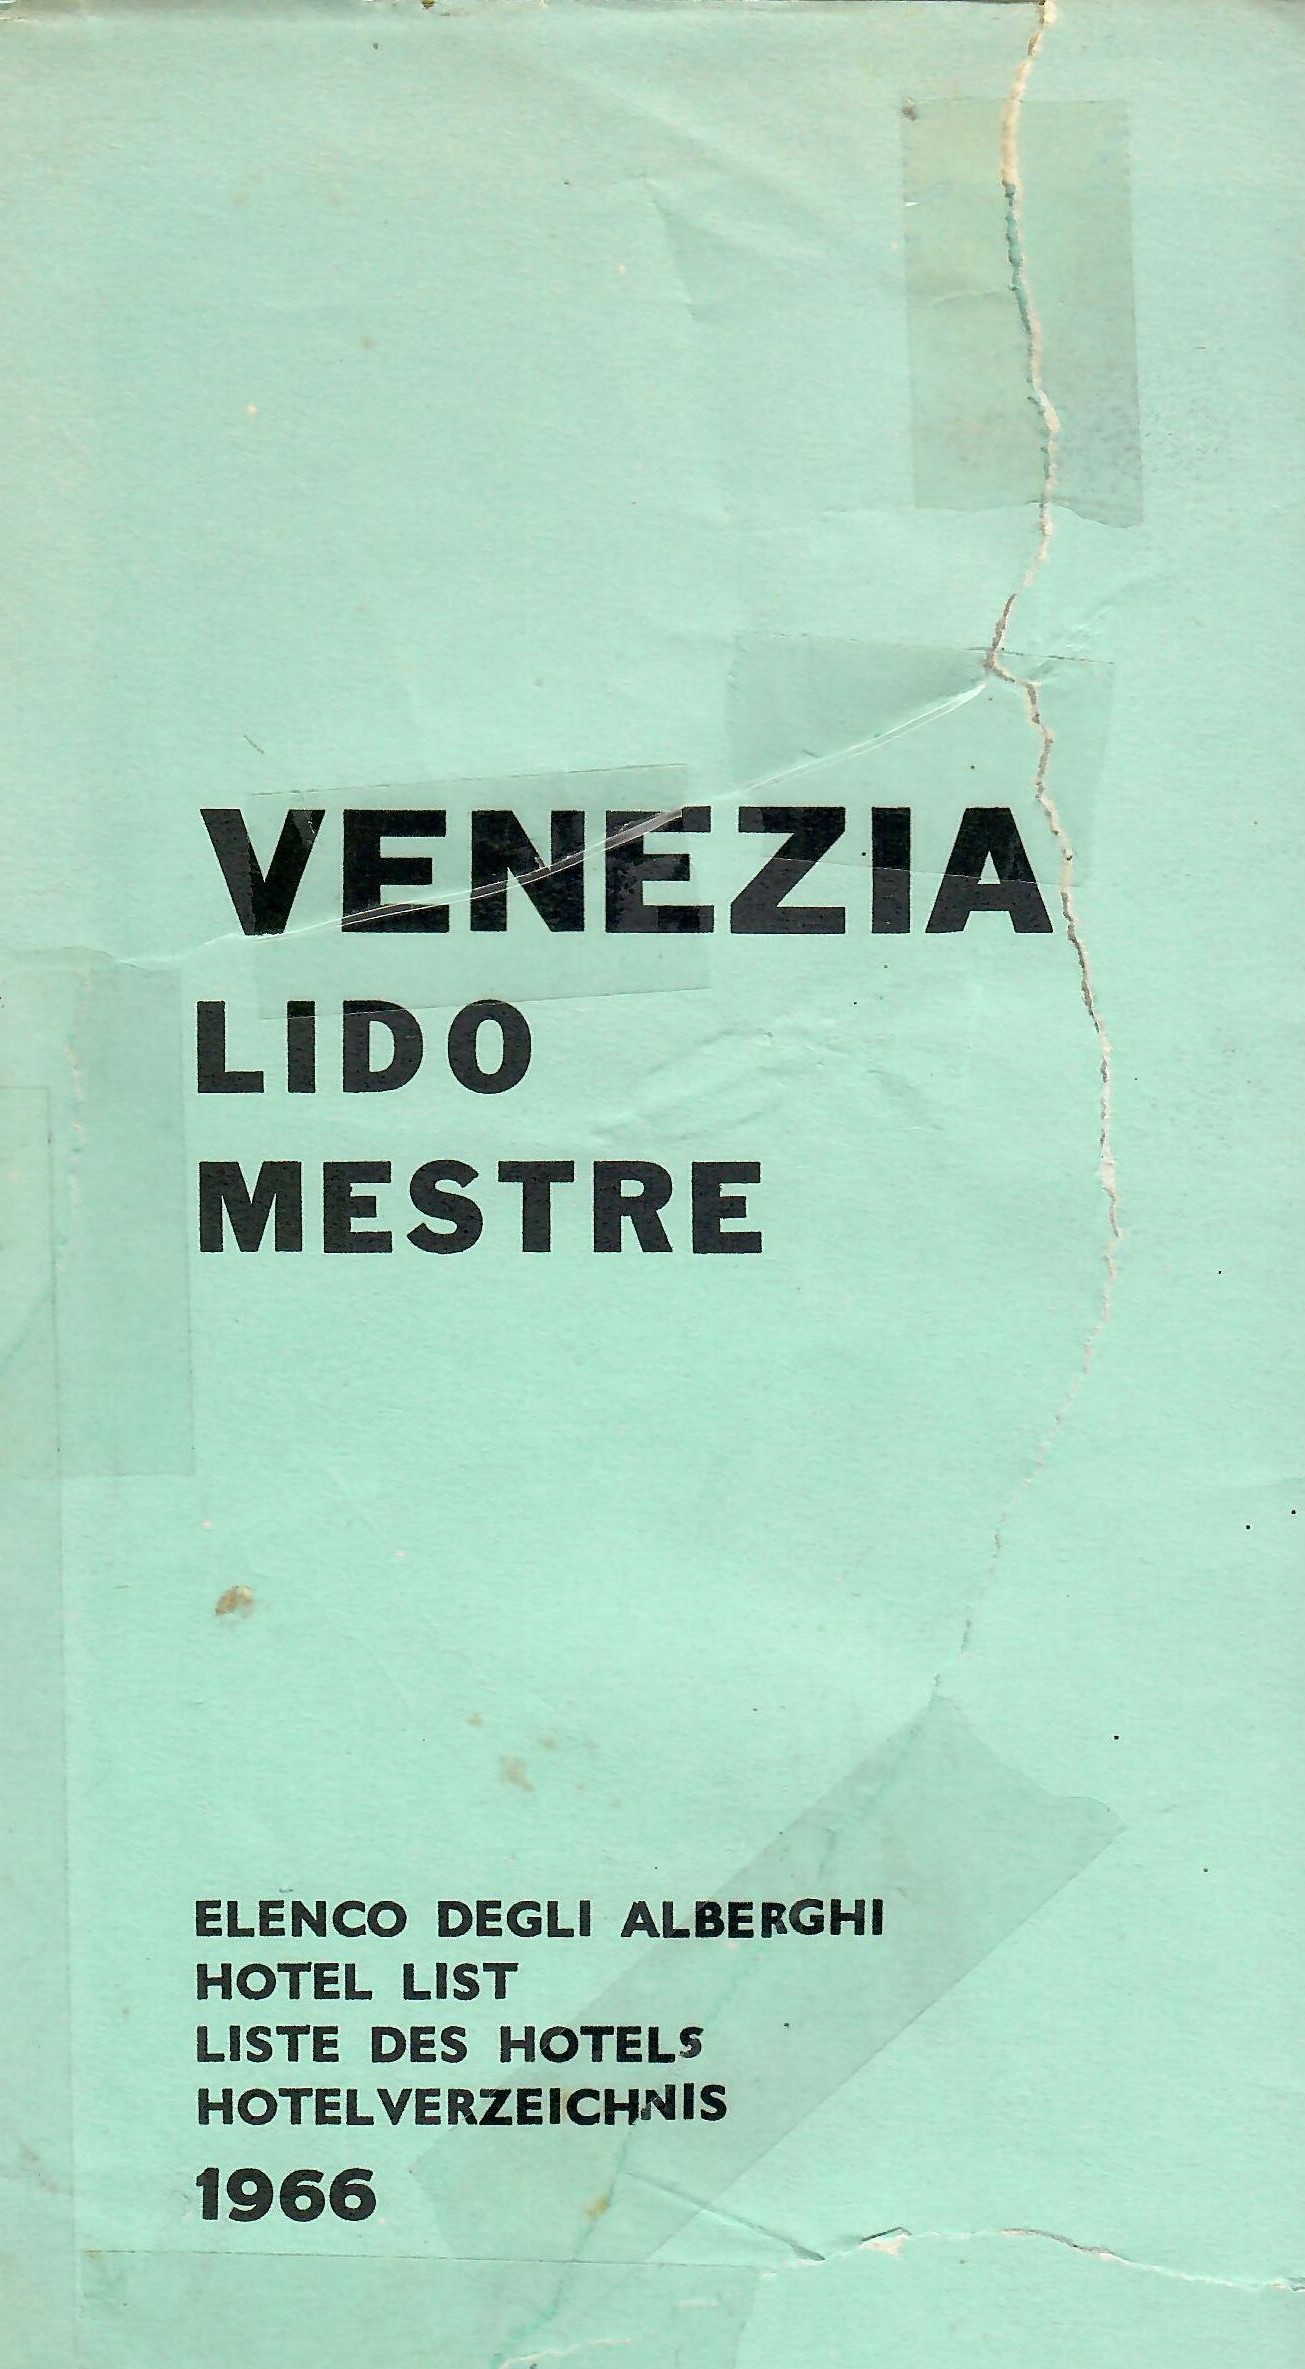 VENEZIA
LIDO
MESTRE
ELENCO DEGLI ALBERGHI
HOTEL LIST
LISTE DES HOTELS
HOTELVERZEICHNIS
1966